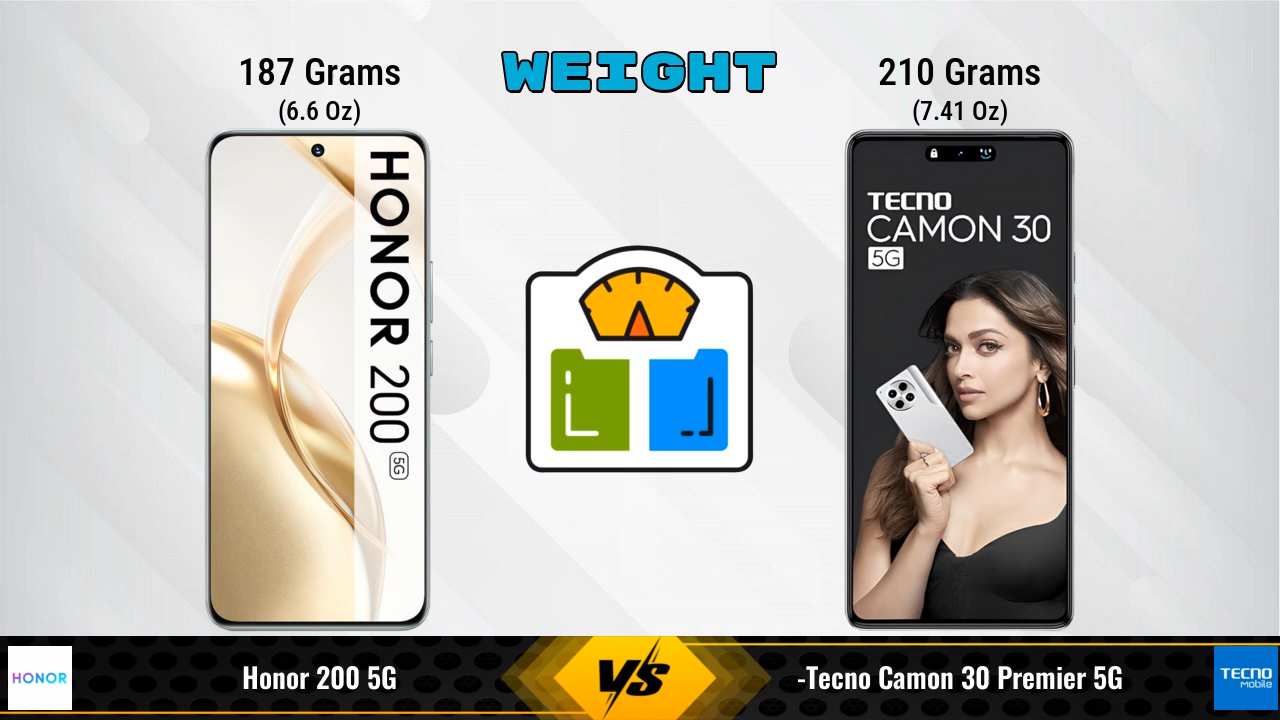 WEIGHT
187 Grams
(6.6 Oz)
210 Grams
(7.41 Oz)
HONOR 200 5G
TECNO
CAMON 30
5G
HONOR
Honor 200 5G
VS
-Tecno Camon 30 Premier 5G
TECNO
mobile